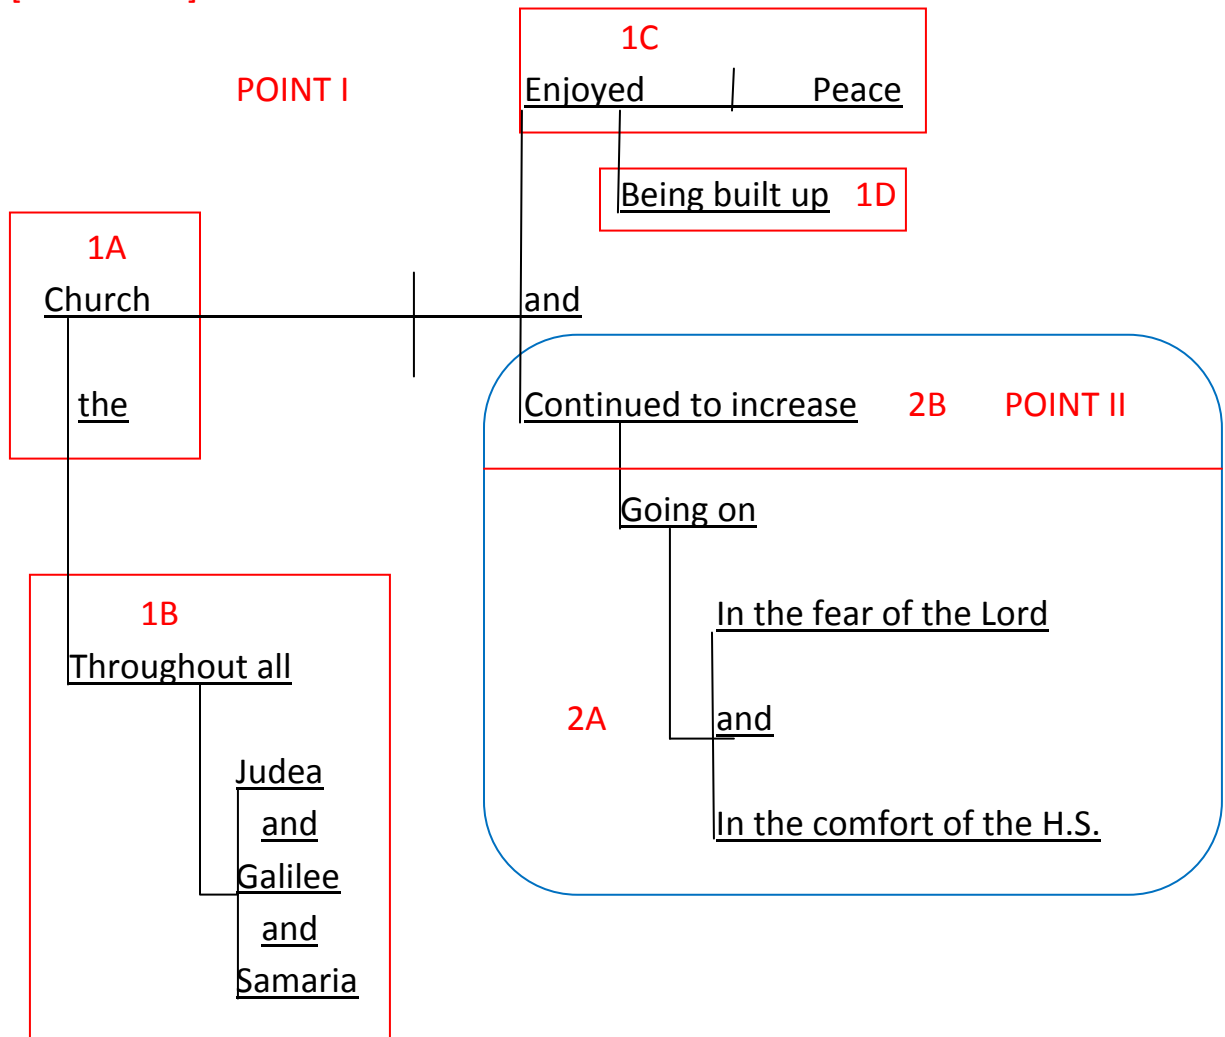 1C
POINT I
Enjoyed Peace
Being built up 1D
1A
Church and
the
Continued to increase 2B POINT II
Going on
1B
In the fear of the Lord
Throughout all
2A and
Judea
and
In the comfort of the H.S.
Galilee
and
Samaria